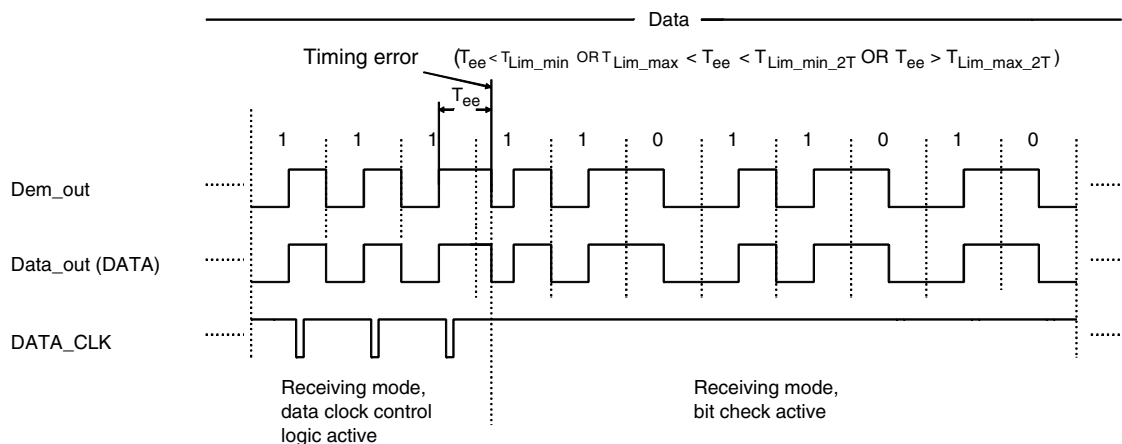 Data
Timing error
(Tee < TLim_min OR TLim_max < Tee < TLim_min_2T OR Tee > TLim_max_2T)
Tee
1 1 1 1 1 0 1 1 0 1 0
Dem_out
Data_out (DATA)
DATA_CLK
Receiving mode,
data clock control
logic active
Receiving mode,
bit check active